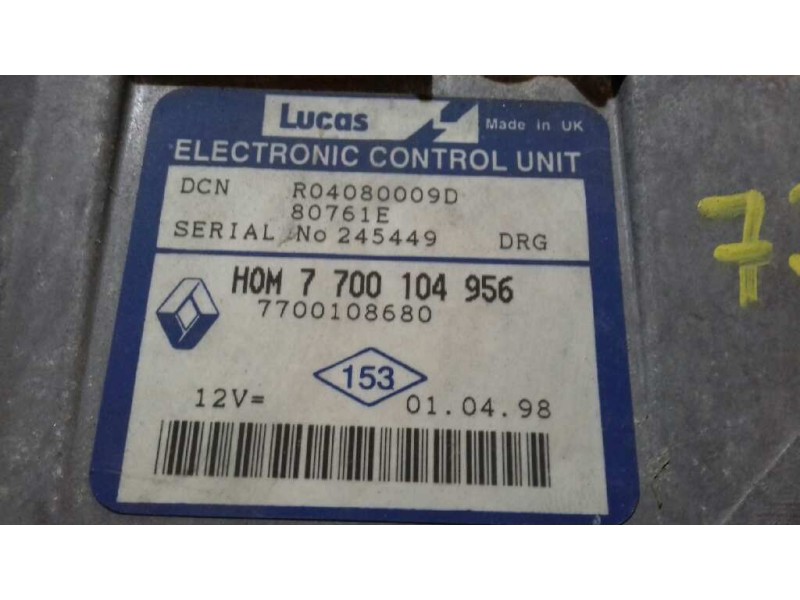 Lucas Made in UK
ELECTRONIC CONTROL UNIT
DCN R04080009D
80761E
SERIAL No 245449 DRG
HOM 7 700 104 956
7700108680
153
12V= 01.04.98